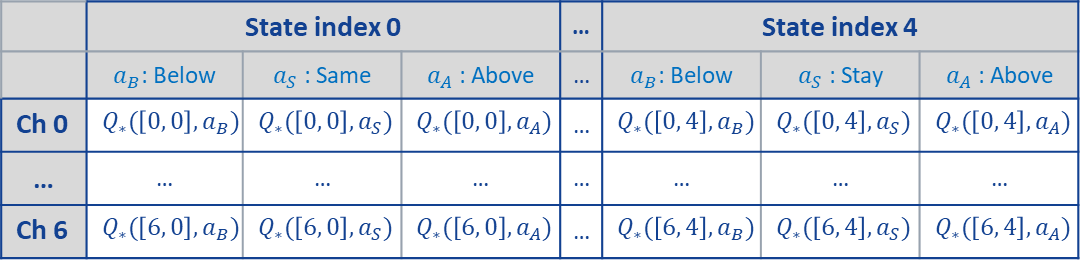 State index 0 ... State index 4
a_B : Below a_S : Same a_A : Above ... a_B : Below a_S : Stay a_A : Above
Ch 0 Q_*([0, 0], a_B) Q_*([0, 0], a_S) Q_*([0, 0], a_A) ... Q_*([0, 4], a_B) Q_*([0, 4], a_S) Q_*([0, 4], a_A)
... ... ... ... ... ... ... ...
Ch 6 Q_*([6, 0], a_B) Q_*([6, 0], a_S) Q_*([6, 0], a_A) ... Q_*([6, 4], a_B) Q_*([6, 4], a_S) Q_*([6, 4], a_A)